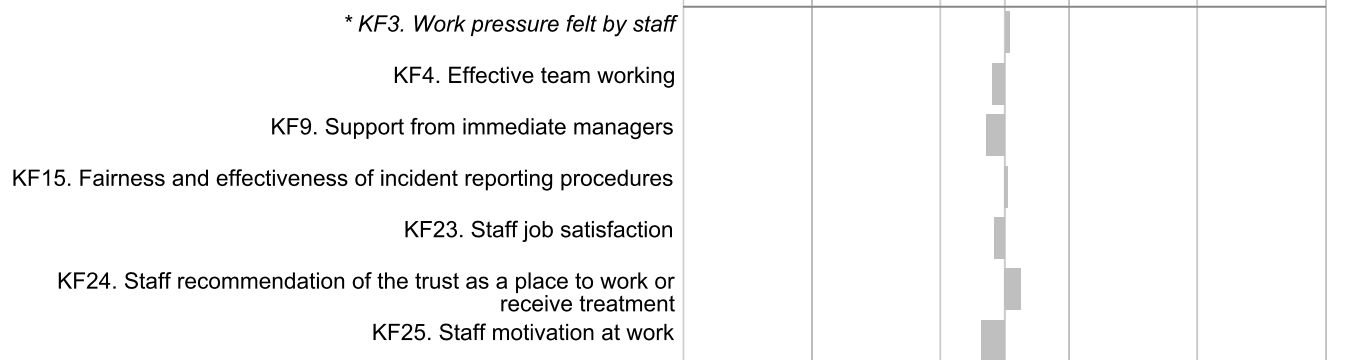 * KF3. Work pressure felt by staff
KF4. Effective team working
KF9. Support from immediate managers
KF15. Fairness and effectiveness of incident reporting procedures
KF23. Staff job satisfaction
KF24. Staff recommendation of the trust as a place to work or
receive treatment
KF25. Staff motivation at work